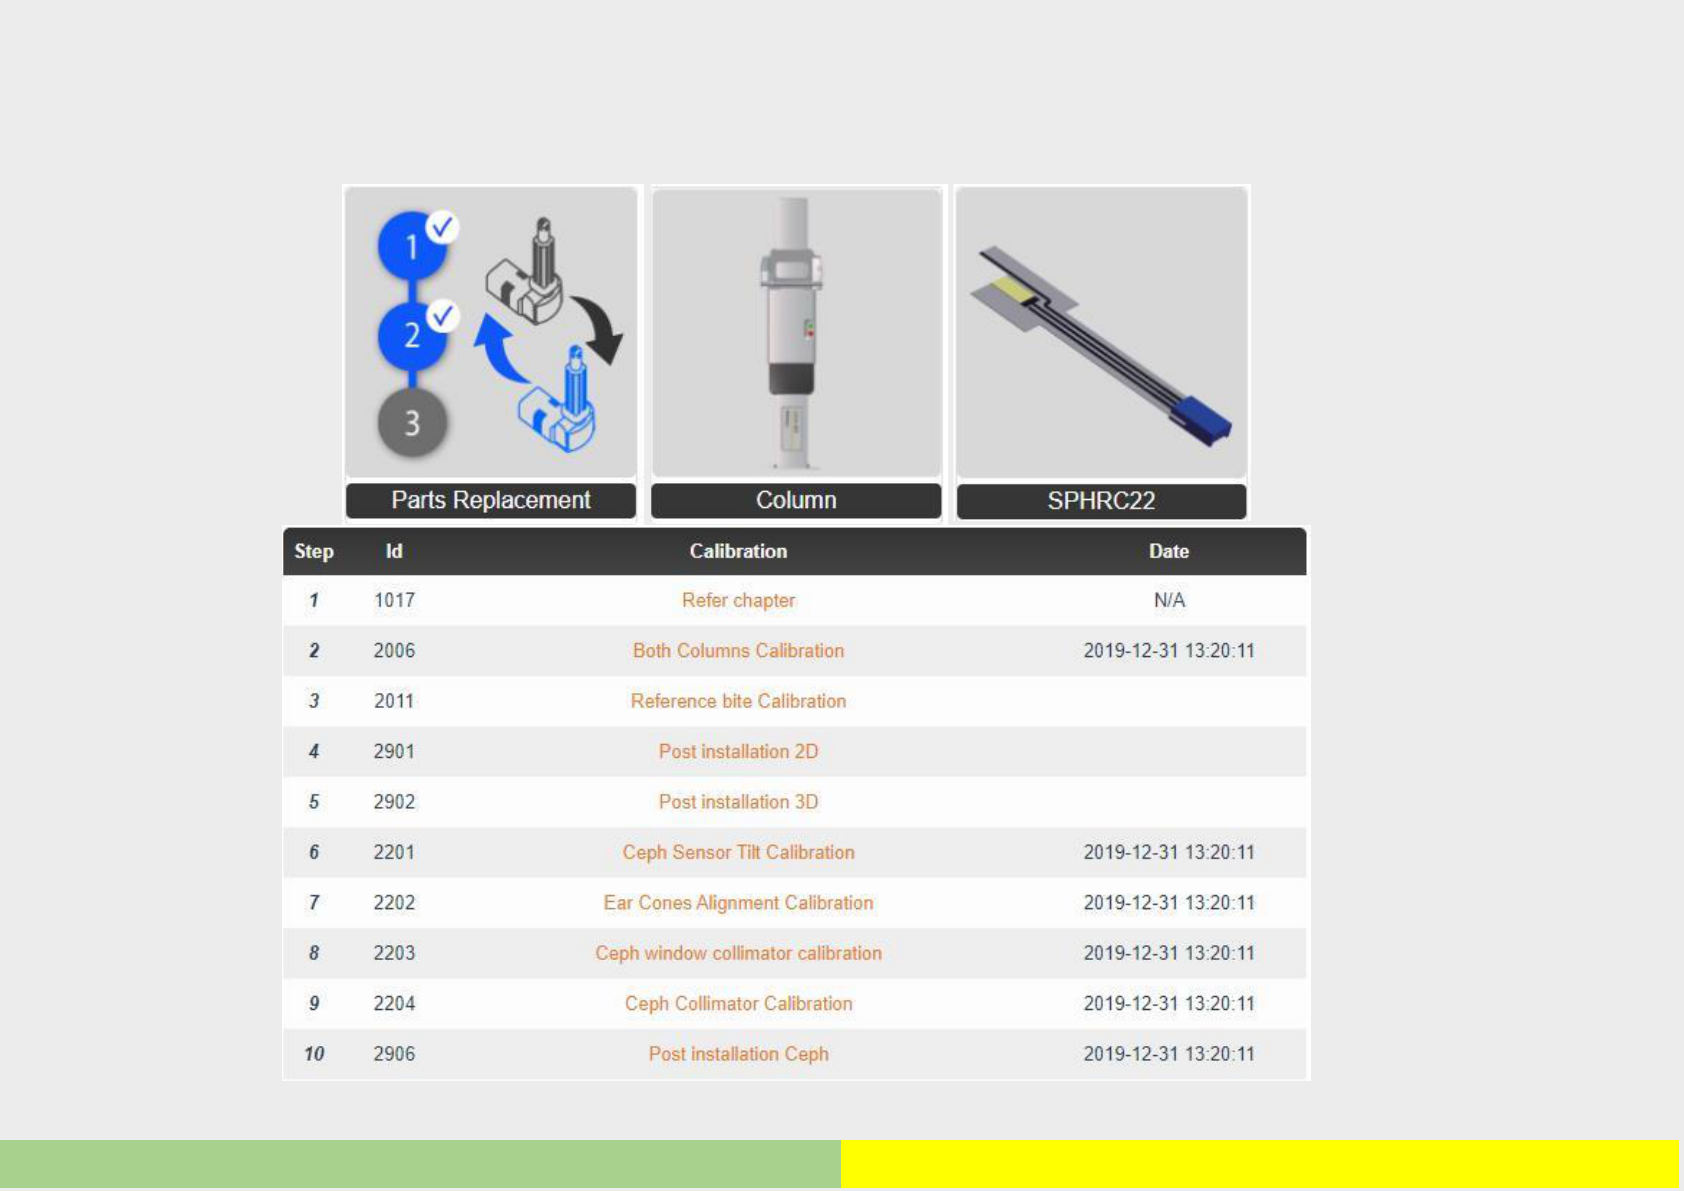 1
2
3
Parts Replacement Column SPHRC22
Step Id Calibration Date
1 1017 Refer chapter N/A
2 2006 Both Columns Calibration 2019-12-31 13:20:11
3 2011 Reference bite Calibration
4 2901 Post installation 2D
5 2902 Post installation 3D
6 2201 Ceph Sensor Tilt Calibration 2019-12-31 13:20:11
7 2202 Ear Cones Alignment Calibration 2019-12-31 13:20:11
8 2203 Ceph window collimator calibration 2019-12-31 13:20:11
9 2204 Ceph Collimator Calibration 2019-12-31 13:20:11
10 2906 Post installation Ceph 2019-12-31 13:20:11